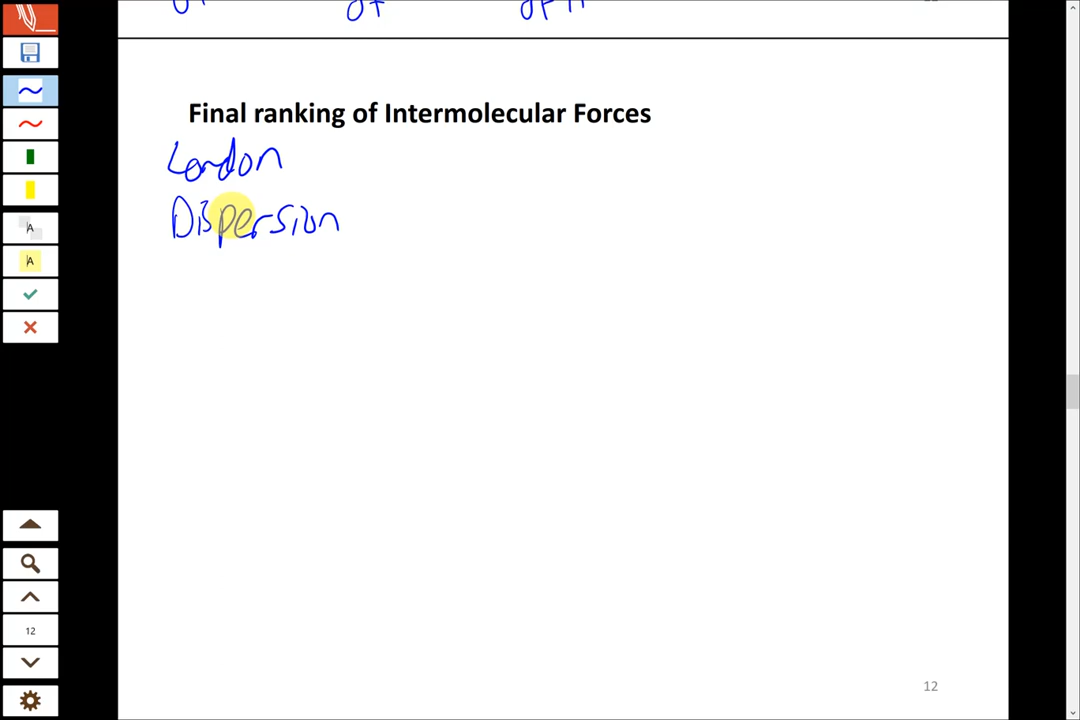 Final ranking of Intermolecular Forces
London
Dispersion
A
A
12
12